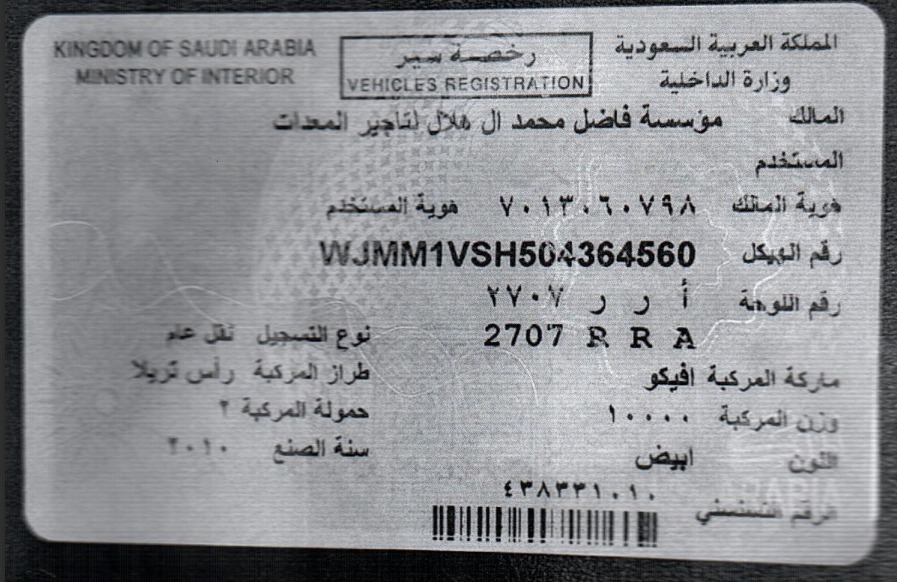 المملكة العربية السعودية
وزارة الداخلية
رخصة سير
VEHICLES REGISTRATION
KINGDOM OF SAUDI ARABIA
MINISTRY OF INTERIOR
المالك مؤسسة فاضل محمد ال هلال لتاجير المعدات
المستخدم
هوية المالك ٧٠١٣٠٦٠٧٩٨ هوية المستخدم
رقم الهيكل WJMM1VSH504364560
رقم اللوحة أ ر ر ٢٧٠٧
2707 R R A
نوع التسجيل نقل عام
ماركة المركبة افيكو طراز المركبة رأس تريلا
وزن المركبة ١٠٠٠٠ حمولة المركبة ٢
اللون ابيض سنة الصنع ٢٠١٠
الرقم التسلسلي ٤٣٨٣٣١٠١٠